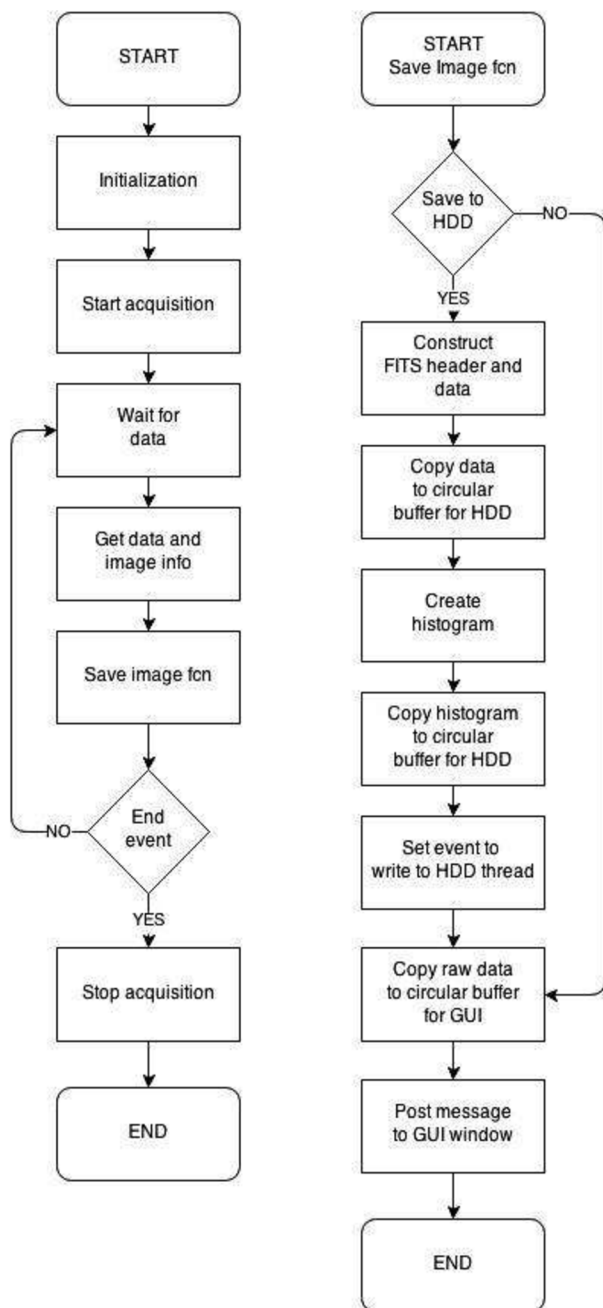 START
Initialization
Start acquisition
Wait for
data
Get data and
image info
Save image fcn
End
event
NO
YES
Stop acquisition
END
START
Save Image fcn
Save to
HDD
NO
YES
Construct
FITS header and
data
Copy data
to circular
buffer for HDD
Create
histogram
Copy histogram
to circular
buffer for HDD
Set event to
write to HDD thread
Copy raw data
to circular buffer
for GUI
Post message
to GUI window
END